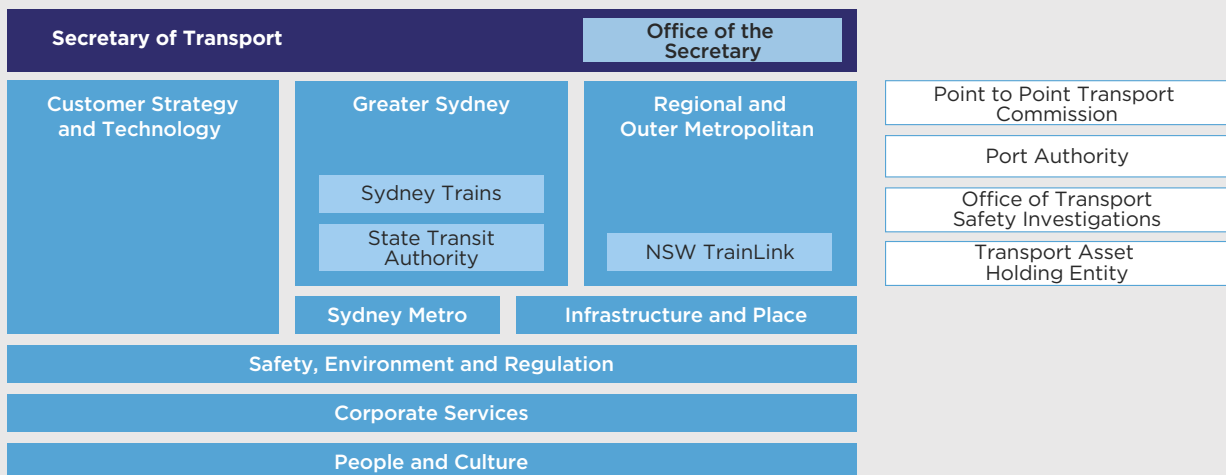 Secretary of Transport
Office of the
Secretary
Customer Strategy
and Technology
Greater Sydney
Sydney Trains
State Transit
Authority
Regional and
Outer Metropolitan
NSW TrainLink
Sydney Metro
Infrastructure and Place
Safety, Environment and Regulation
Corporate Services
People and Culture
Point to Point Transport
Commission
Port Authority
Office of Transport
Safety Investigations
Transport Asset
Holding Entity